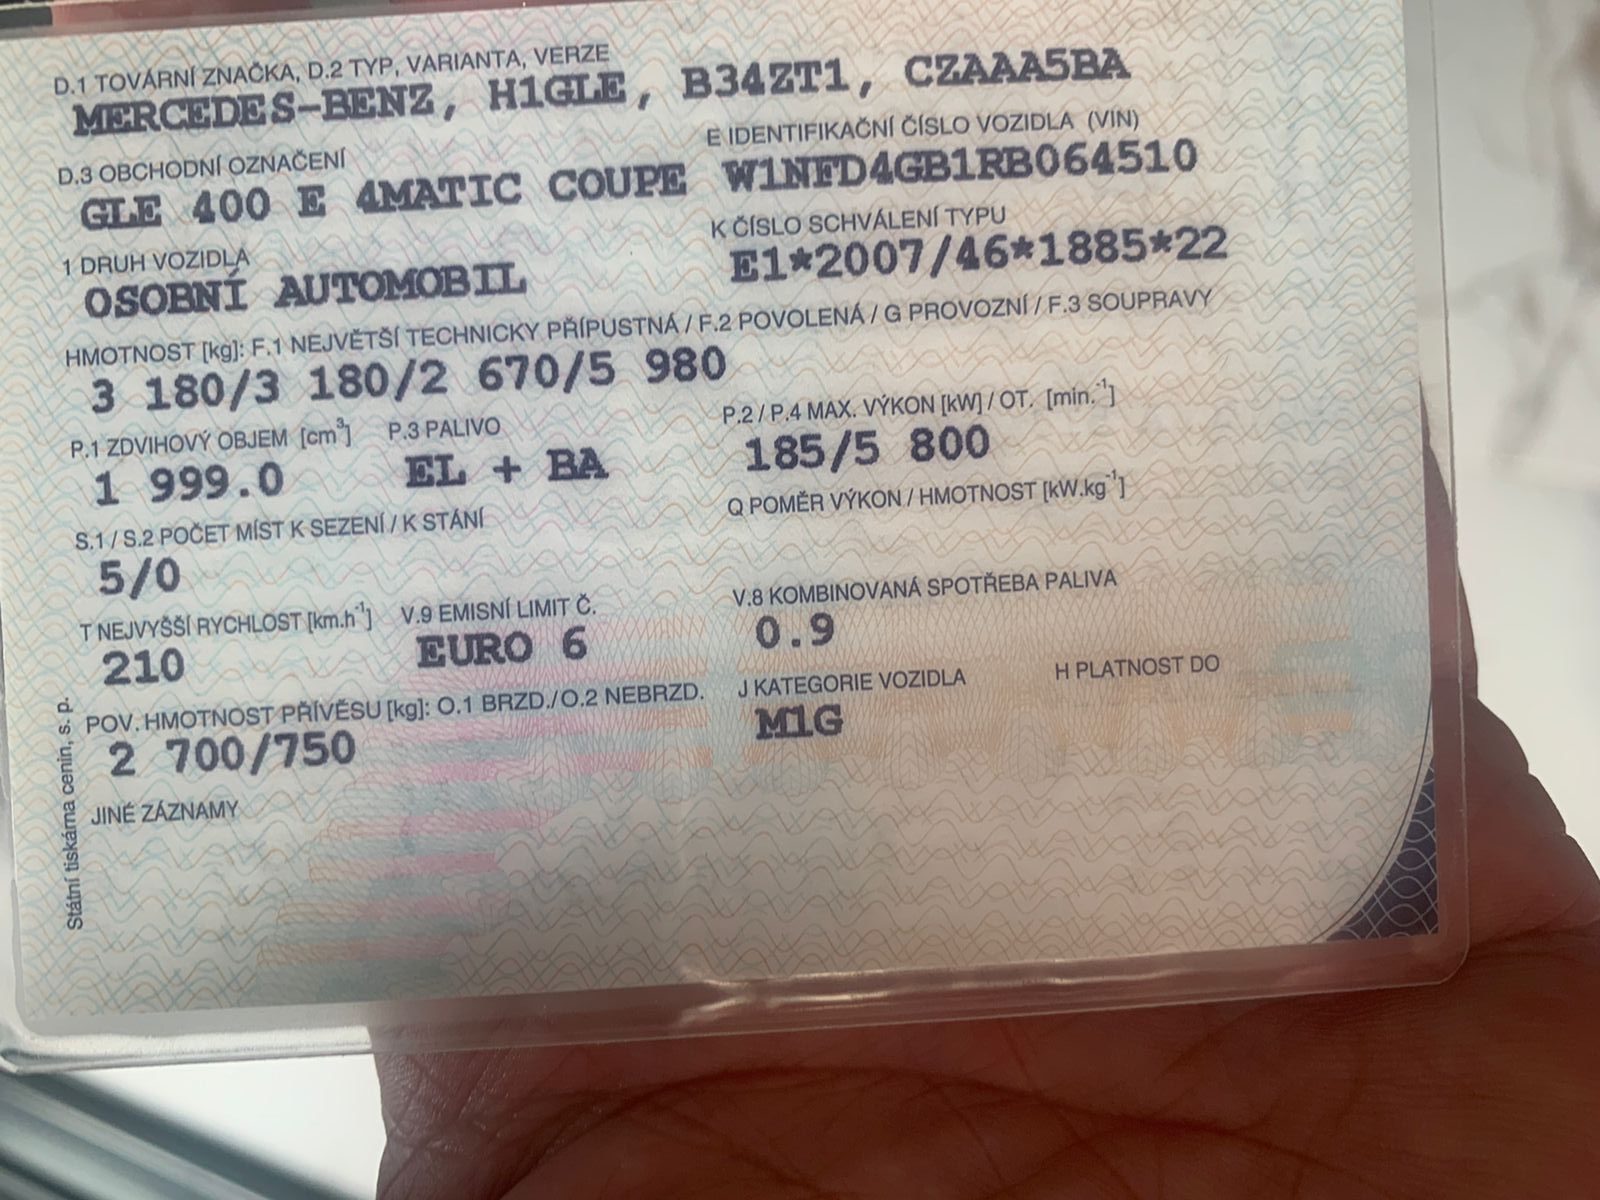 D.1 TOVÁRNÍ ZNAČKA, D.2 TYP, VARIANTA, VERZE
MERCEDES-BENZ, H1GLE, B34ZT1, CZAAA5BA
E IDENTIFIKAČNÍ ČÍSLO VOZIDLA (VIN)
D.3 OBCHODNÍ OZNAČENÍ
GLE 400 E 4MATIC COUPE W1NFD4GB1RB064510
K ČÍSLO SCHVÁLENÍ TYPU
1 DRUH VOZIDLA
OSOBNÍ AUTOMOBIL E1*2007/46*1885*22
HMOTNOST [kg]: F.1 NEJVĚTŠÍ TECHNICKY PŘÍPUSTNÁ / F.2 POVOLENÁ / G PROVOZNÍ / F.3 SOUPRAVY
3 180/3 180/2 670/5 980
P.1 ZDVIHOVÝ OBJEM [cm³] P.3 PALIVO P.2 / P.4 MAX. VÝKON [kW] / OT. [min.⁻¹]
1 999.0 EL + BA 185/5 800
S.1 / S.2 POČET MÍST K SEZENÍ / K STÁNÍ Q POMĚR VÝKON / HMOTNOST [kW.kg⁻¹]
5/0
T NEJVYŠŠÍ RYCHLOST [km.h⁻¹] V.9 EMISNÍ LIMIT Č. V.8 KOMBINOVANÁ SPOTŘEBA PALIVA
210 EURO 6 0.9
POV. HMOTNOST PŘÍVĚSU [kg]: O.1 BRZD./O.2 NEBRZD. J KATEGORIE VOZIDLA H PLATNOST DO
2 700/750 M1G
JINÉ ZÁZNAMY
Státní tiskárna cenin, s. p.